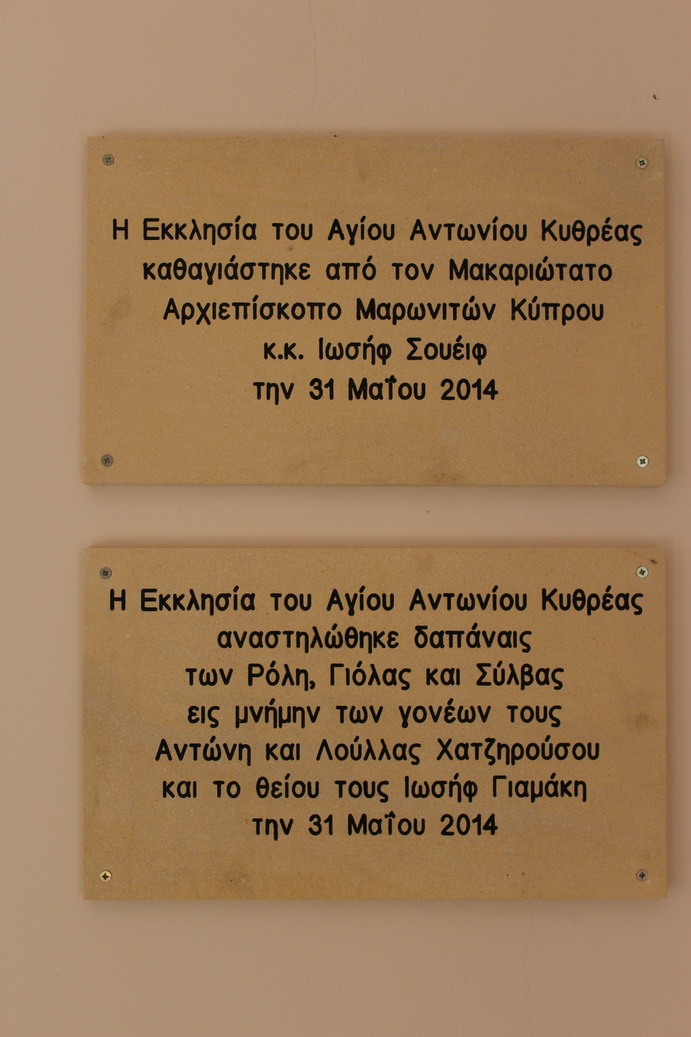 Η Εκκλησία του Αγίου Αντωνίου Κυθρέας
καθαγιάστηκε από τον Μακαριώτατο
Αρχιεπίσκοπο Μαρωνιτών Κύπρου
κ.κ. Ιωσήφ Σουέιφ
την 31 Μαΐου 2014
Η Εκκλησία του Αγίου Αντωνίου Κυθρέας
αναστηλώθηκε δαπάναις
των Ρόλη, Γιόλας και Σύλβας
εις μνήμην των γονέων τους
Αντώνη και Λούλλας Χατζηρούσου
και το θείου τους Ιωσήφ Γιαμάκη
την 31 Μαΐου 2014